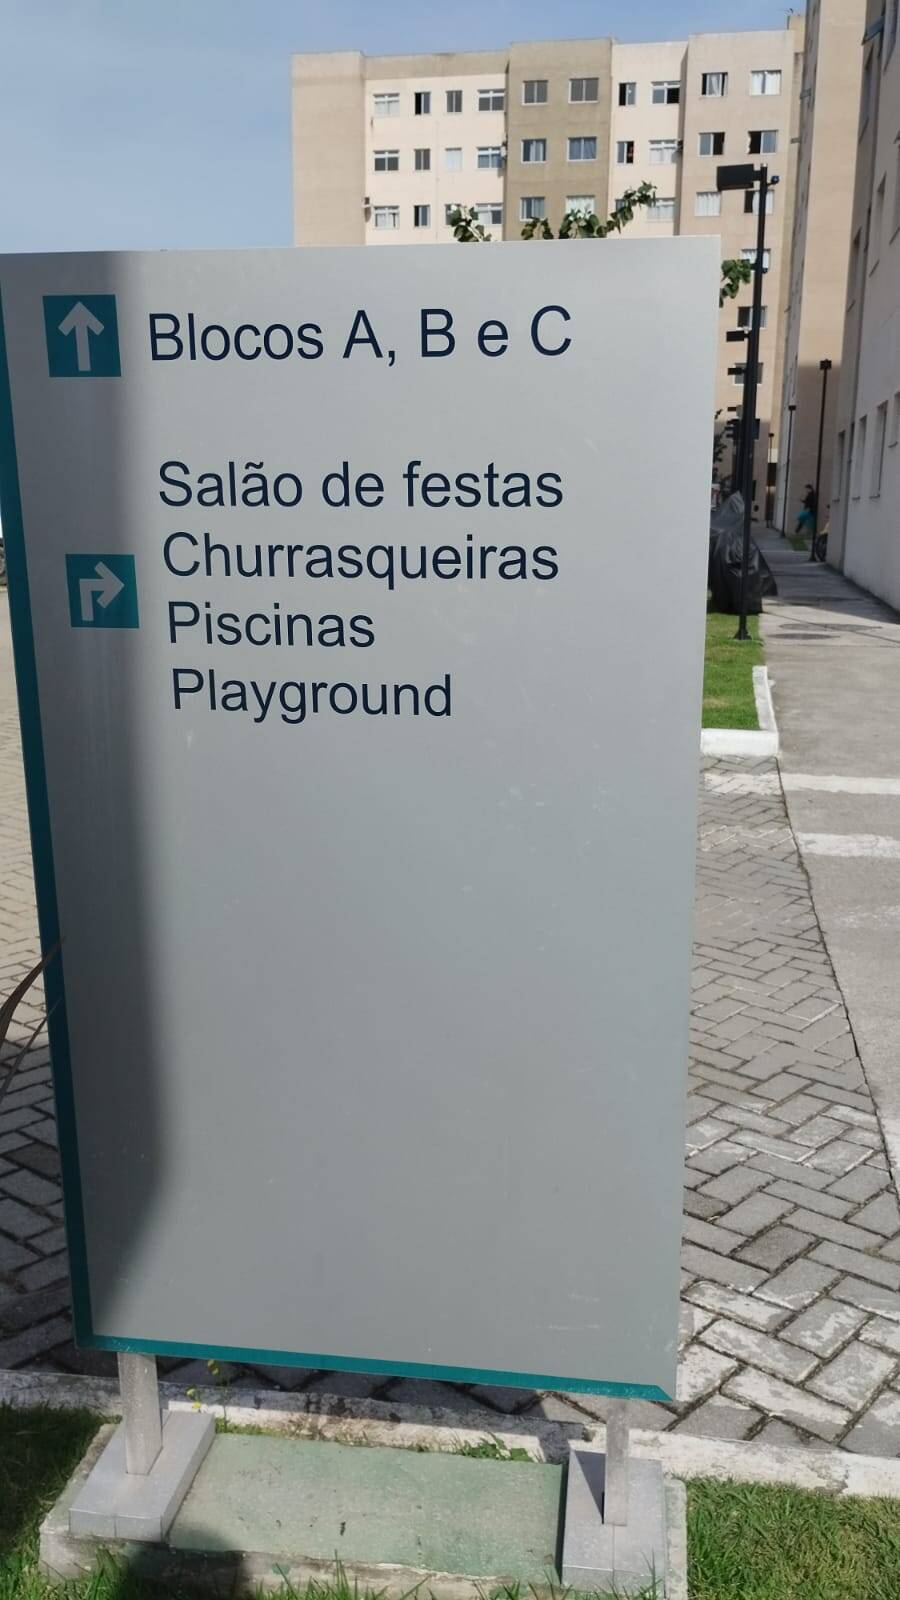 Blocos A, B e C
Salão de festas
Churrasqueiras
Piscinas
Playground